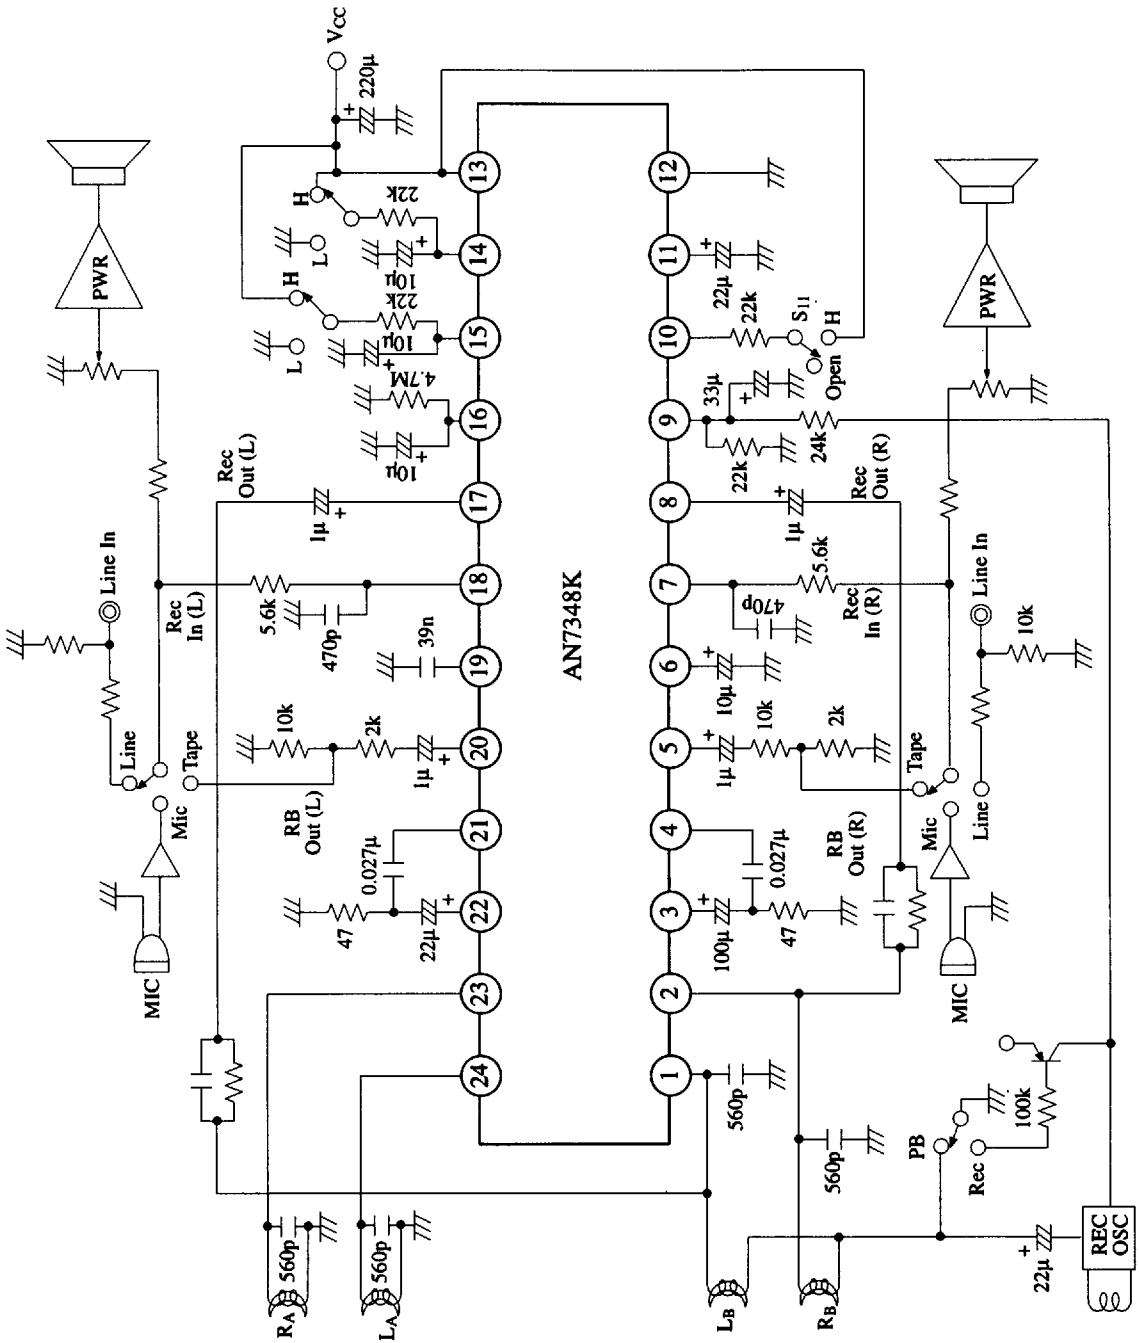 Vcc
220μ
+
PWR
H
22k
L
10μ
+
H
22k
L
10μ
+
4.7M
10μ
+
Rec
Out (L)
1μ
+
Line In
Rec
In (L)
5.6k
470p
39n
Line
Tape
Mic
10k
2k
1μ
+
RB
Out (L)
0.027μ
47
22μ
+
MIC
13
14
15
16
17
18
19
20
21
22
23
24
AN7348K
12
11
10
9
8
7
6
5
4
3
2
1
+
22μ
22k
S11
H
Open
33μ
+
22k
24k
PWR
+
1μ
Rec
Out (R)
5.6k
470p
Rec
In (R)
Line In
10k
+
10μ
+
1μ
10k
2k
Tape
Mic
Line
RB
Out (R)
0.027μ
+
100μ
47
MIC
560p
560p
PB
Rec
100k
560p
RA
560p
LA
LB
RB
+
22μ
REC
OSC